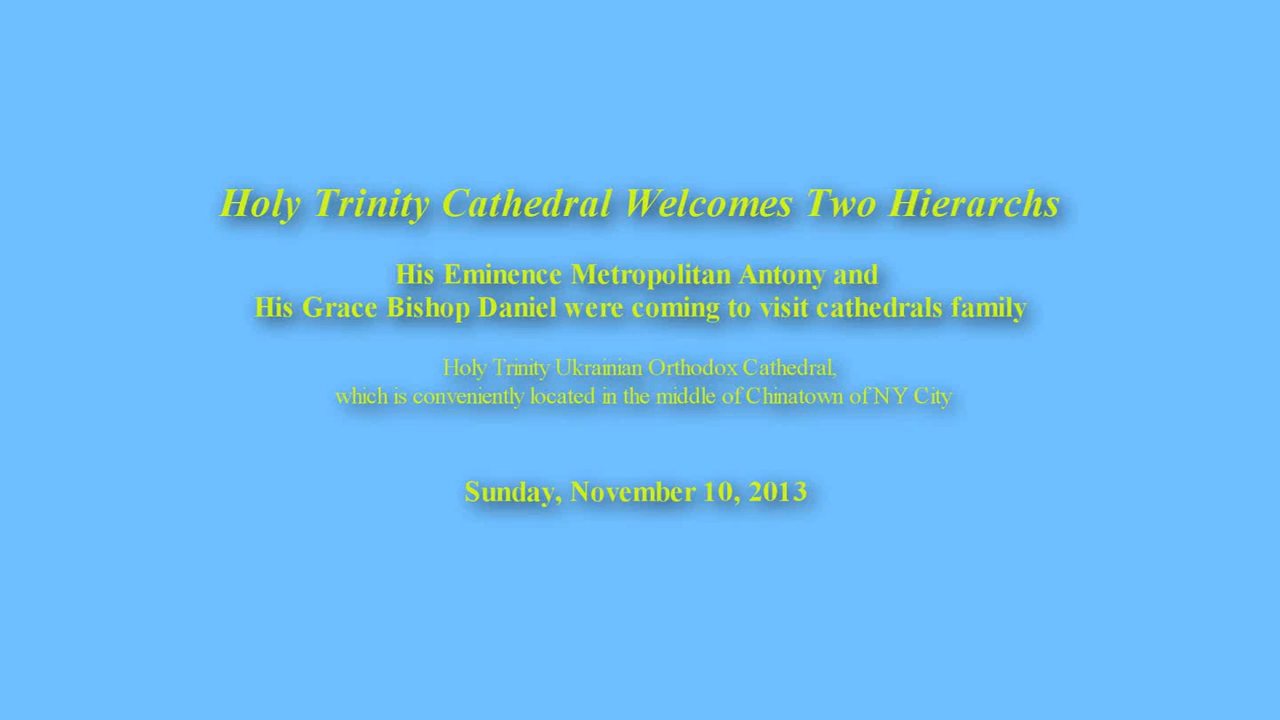 Holy Trinity Cathedral Welcomes Two Hierarchs
His Eminence Metropolitan Antony and
His Grace Bishop Daniel were coming to visit cathedrals family
Holy Trinity Ukrainian Orthodox Cathedral,
which is conveniently located in the middle of Chinatown of NY City
Sunday, November 10, 2013